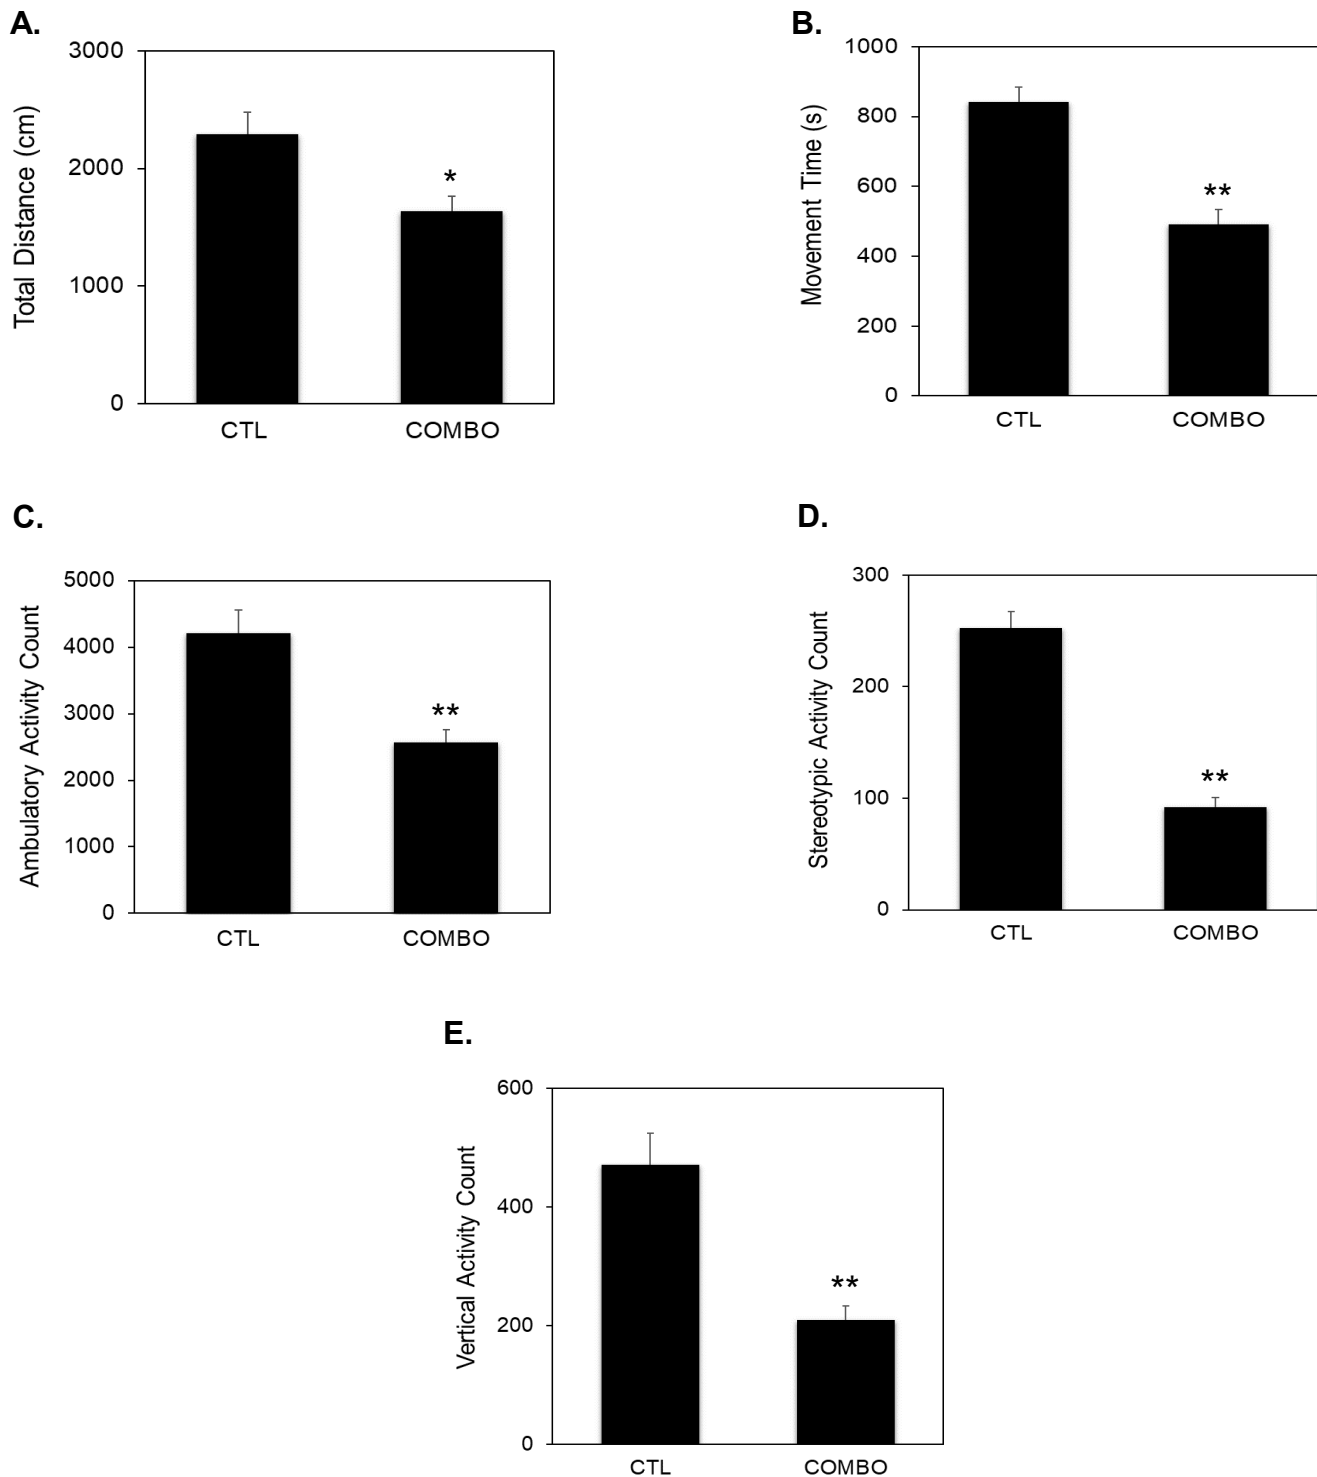 A.
Total Distance (cm)
3000
2000
1000
0
*
CTL
COMBO
B.
Movement Time (s)
1000
800
600
400
200
0
**
CTL
COMBO
C.
Ambulatory Activity Count
5000
4000
3000
2000
1000
0
**
CTL
COMBO
D.
Stereotypic Activity Count
300
200
100
0
**
CTL
COMBO
E.
Vertical Activity Count
600
400
200
0
**
CTL
COMBO